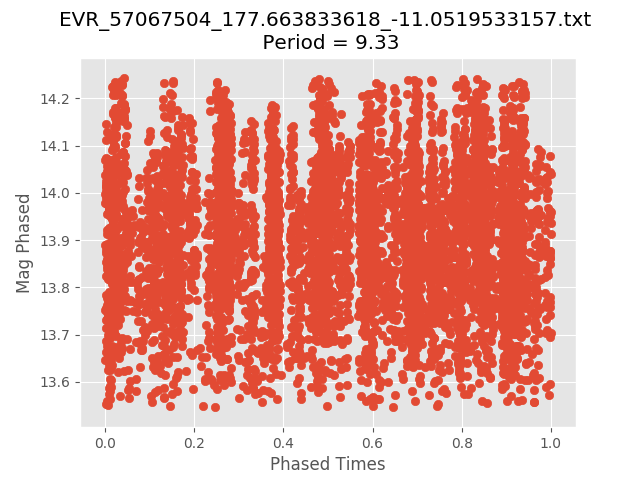 EVR_57067504_177.663833618_-11.0519533157.txt
Period = 9.33
14.2
14.1
14.0
13.9
13.8
13.7
13.6
Mag Phased
0.0 0.2 0.4 0.6 0.8 1.0
Phased Times